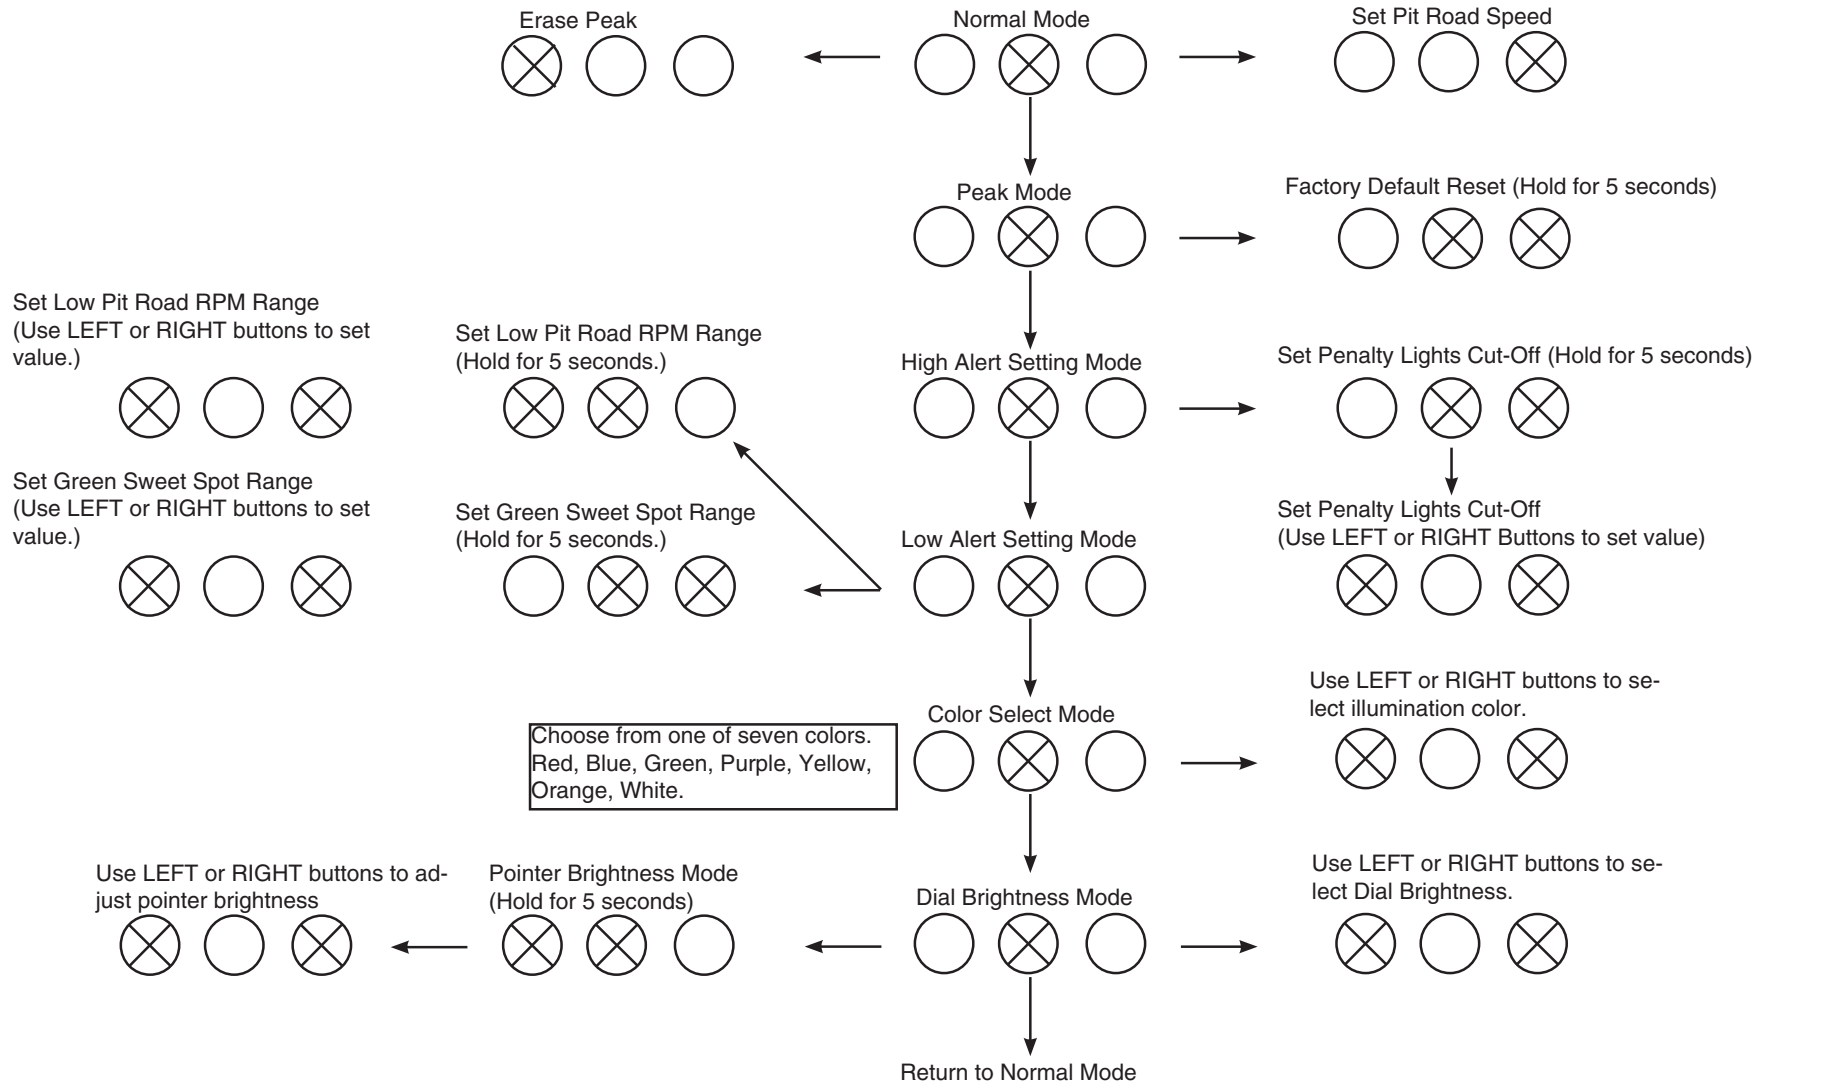 Erase Peak
Normal Mode
Set Pit Road Speed
Peak Mode
Factory Default Reset (Hold for 5 seconds)
Set Low Pit Road RPM Range
(Use LEFT or RIGHT buttons to set
value.)
Set Low Pit Road RPM Range
(Hold for 5 seconds.)
High Alert Setting Mode
Set Penalty Lights Cut-Off (Hold for 5 seconds)
Set Green Sweet Spot Range
(Use LEFT or RIGHT buttons to set
value.)
Set Green Sweet Spot Range
(Hold for 5 seconds.)
Low Alert Setting Mode
Set Penalty Lights Cut-Off
(Use LEFT or RIGHT Buttons to set value)
Choose from one of seven colors.
Red, Blue, Green, Purple, Yellow,
Orange, White.
Color Select Mode
Use LEFT or RIGHT buttons to se-
lect illumination color.
Use LEFT or RIGHT buttons to ad-
just pointer brightness
Pointer Brightness Mode
(Hold for 5 seconds)
Dial Brightness Mode
Use LEFT or RIGHT buttons to se-
lect Dial Brightness.
Return to Normal Mode